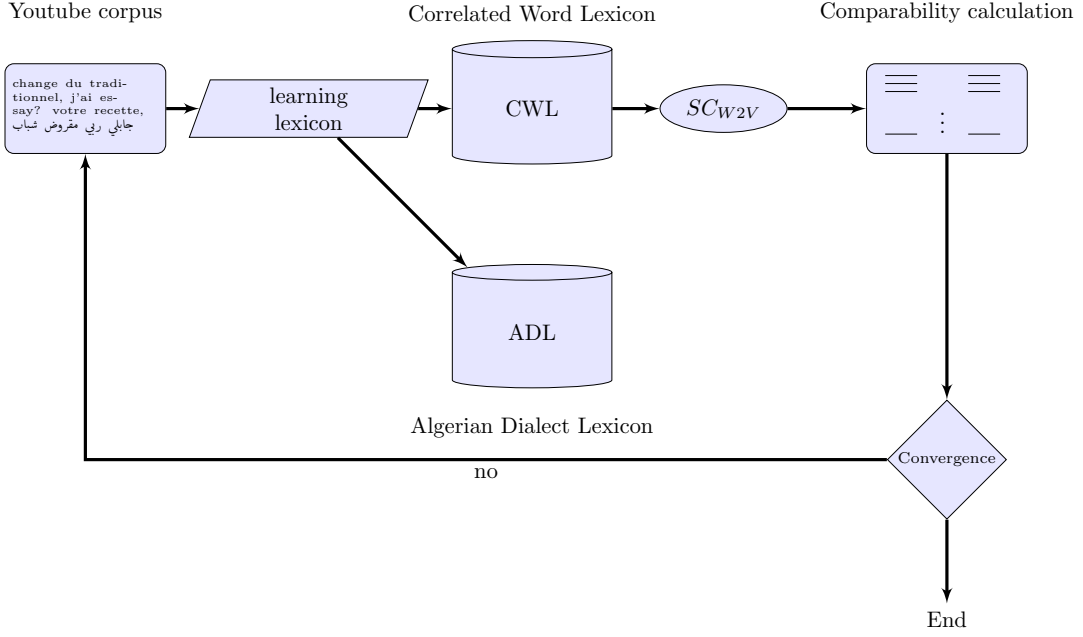 Youtube corpus
Correlated Word Lexicon
Comparability calculation
change du tradi-
tionnel, j'ai es-
say? votre recette,
جابلي ربي مقروض شباب
learning
lexicon
CWL
SC_{W2V}
ADL
Algerian Dialect Lexicon
Convergence
no
End